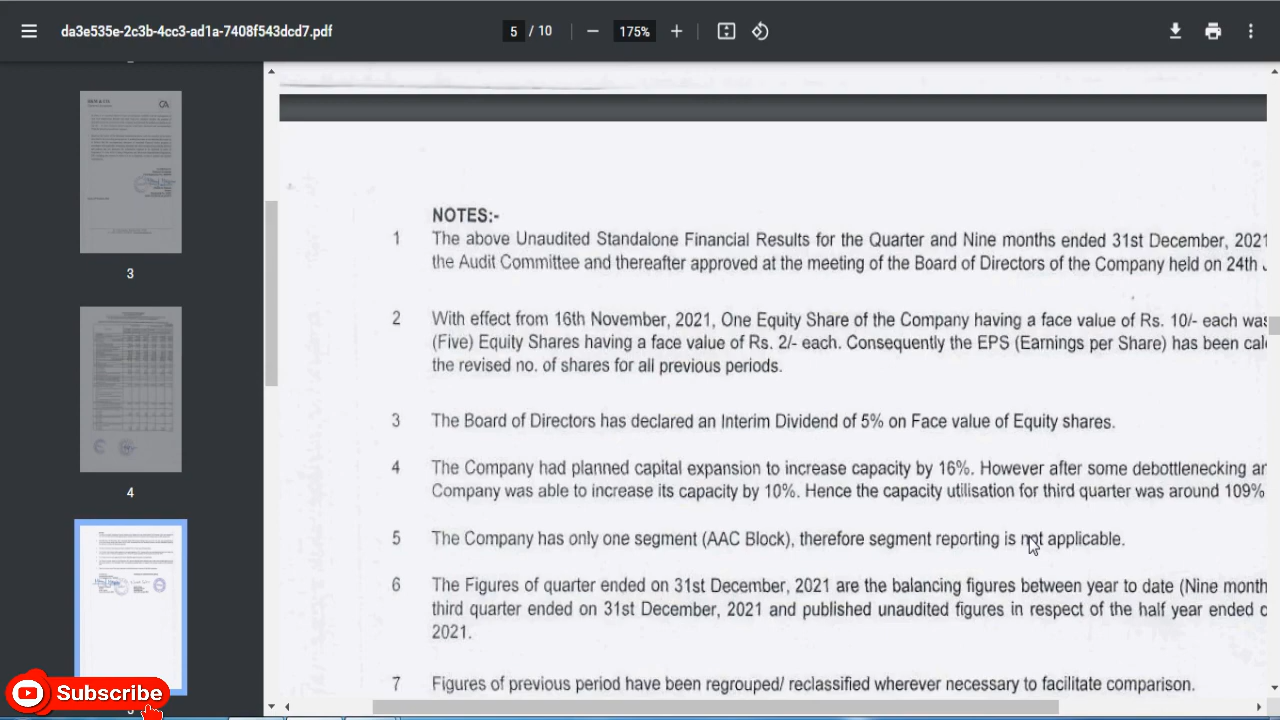 da3e535e-2c3b-4cc3-ad1a-7408f543dcd7.pdf
5 / 10
175%
3
4
NOTES:-
1 The above Unaudited Standalone Financial Results for the Quarter and Nine months ended 31st December, 2021
the Audit Committee and thereafter approved at the meeting of the Board of Directors of the Company held on 24th
2 With effect from 16th November, 2021, One Equity Share of the Company having a face value of Rs. 10/- each was
(Five) Equity Shares having a face value of Rs. 2/- each. Consequently the EPS (Earnings per Share) has been
the revised no. of shares for all previous periods.
3 The Board of Directors has declared an Interim Dividend of 5% on Face value of Equity shares.
4 The Company had planned capital expansion to increase capacity by 16%. However after some debottlenecking
Company was able to increase its capacity by 10%. Hence the capacity utilisation for third quarter was around 109%
5 The Company has only one segment (AAC Block), therefore segment reporting is not applicable.
6 The Figures of quarter ended on 31st December, 2021 are the balancing figures between year to date (Nine month
third quarter ended on 31st December, 2021 and published unaudited figures in respect of the half year ended
2021.
7 Figures of previous period have been regrouped/ reclassified wherever necessary to facilitate comparison.
Subscribe